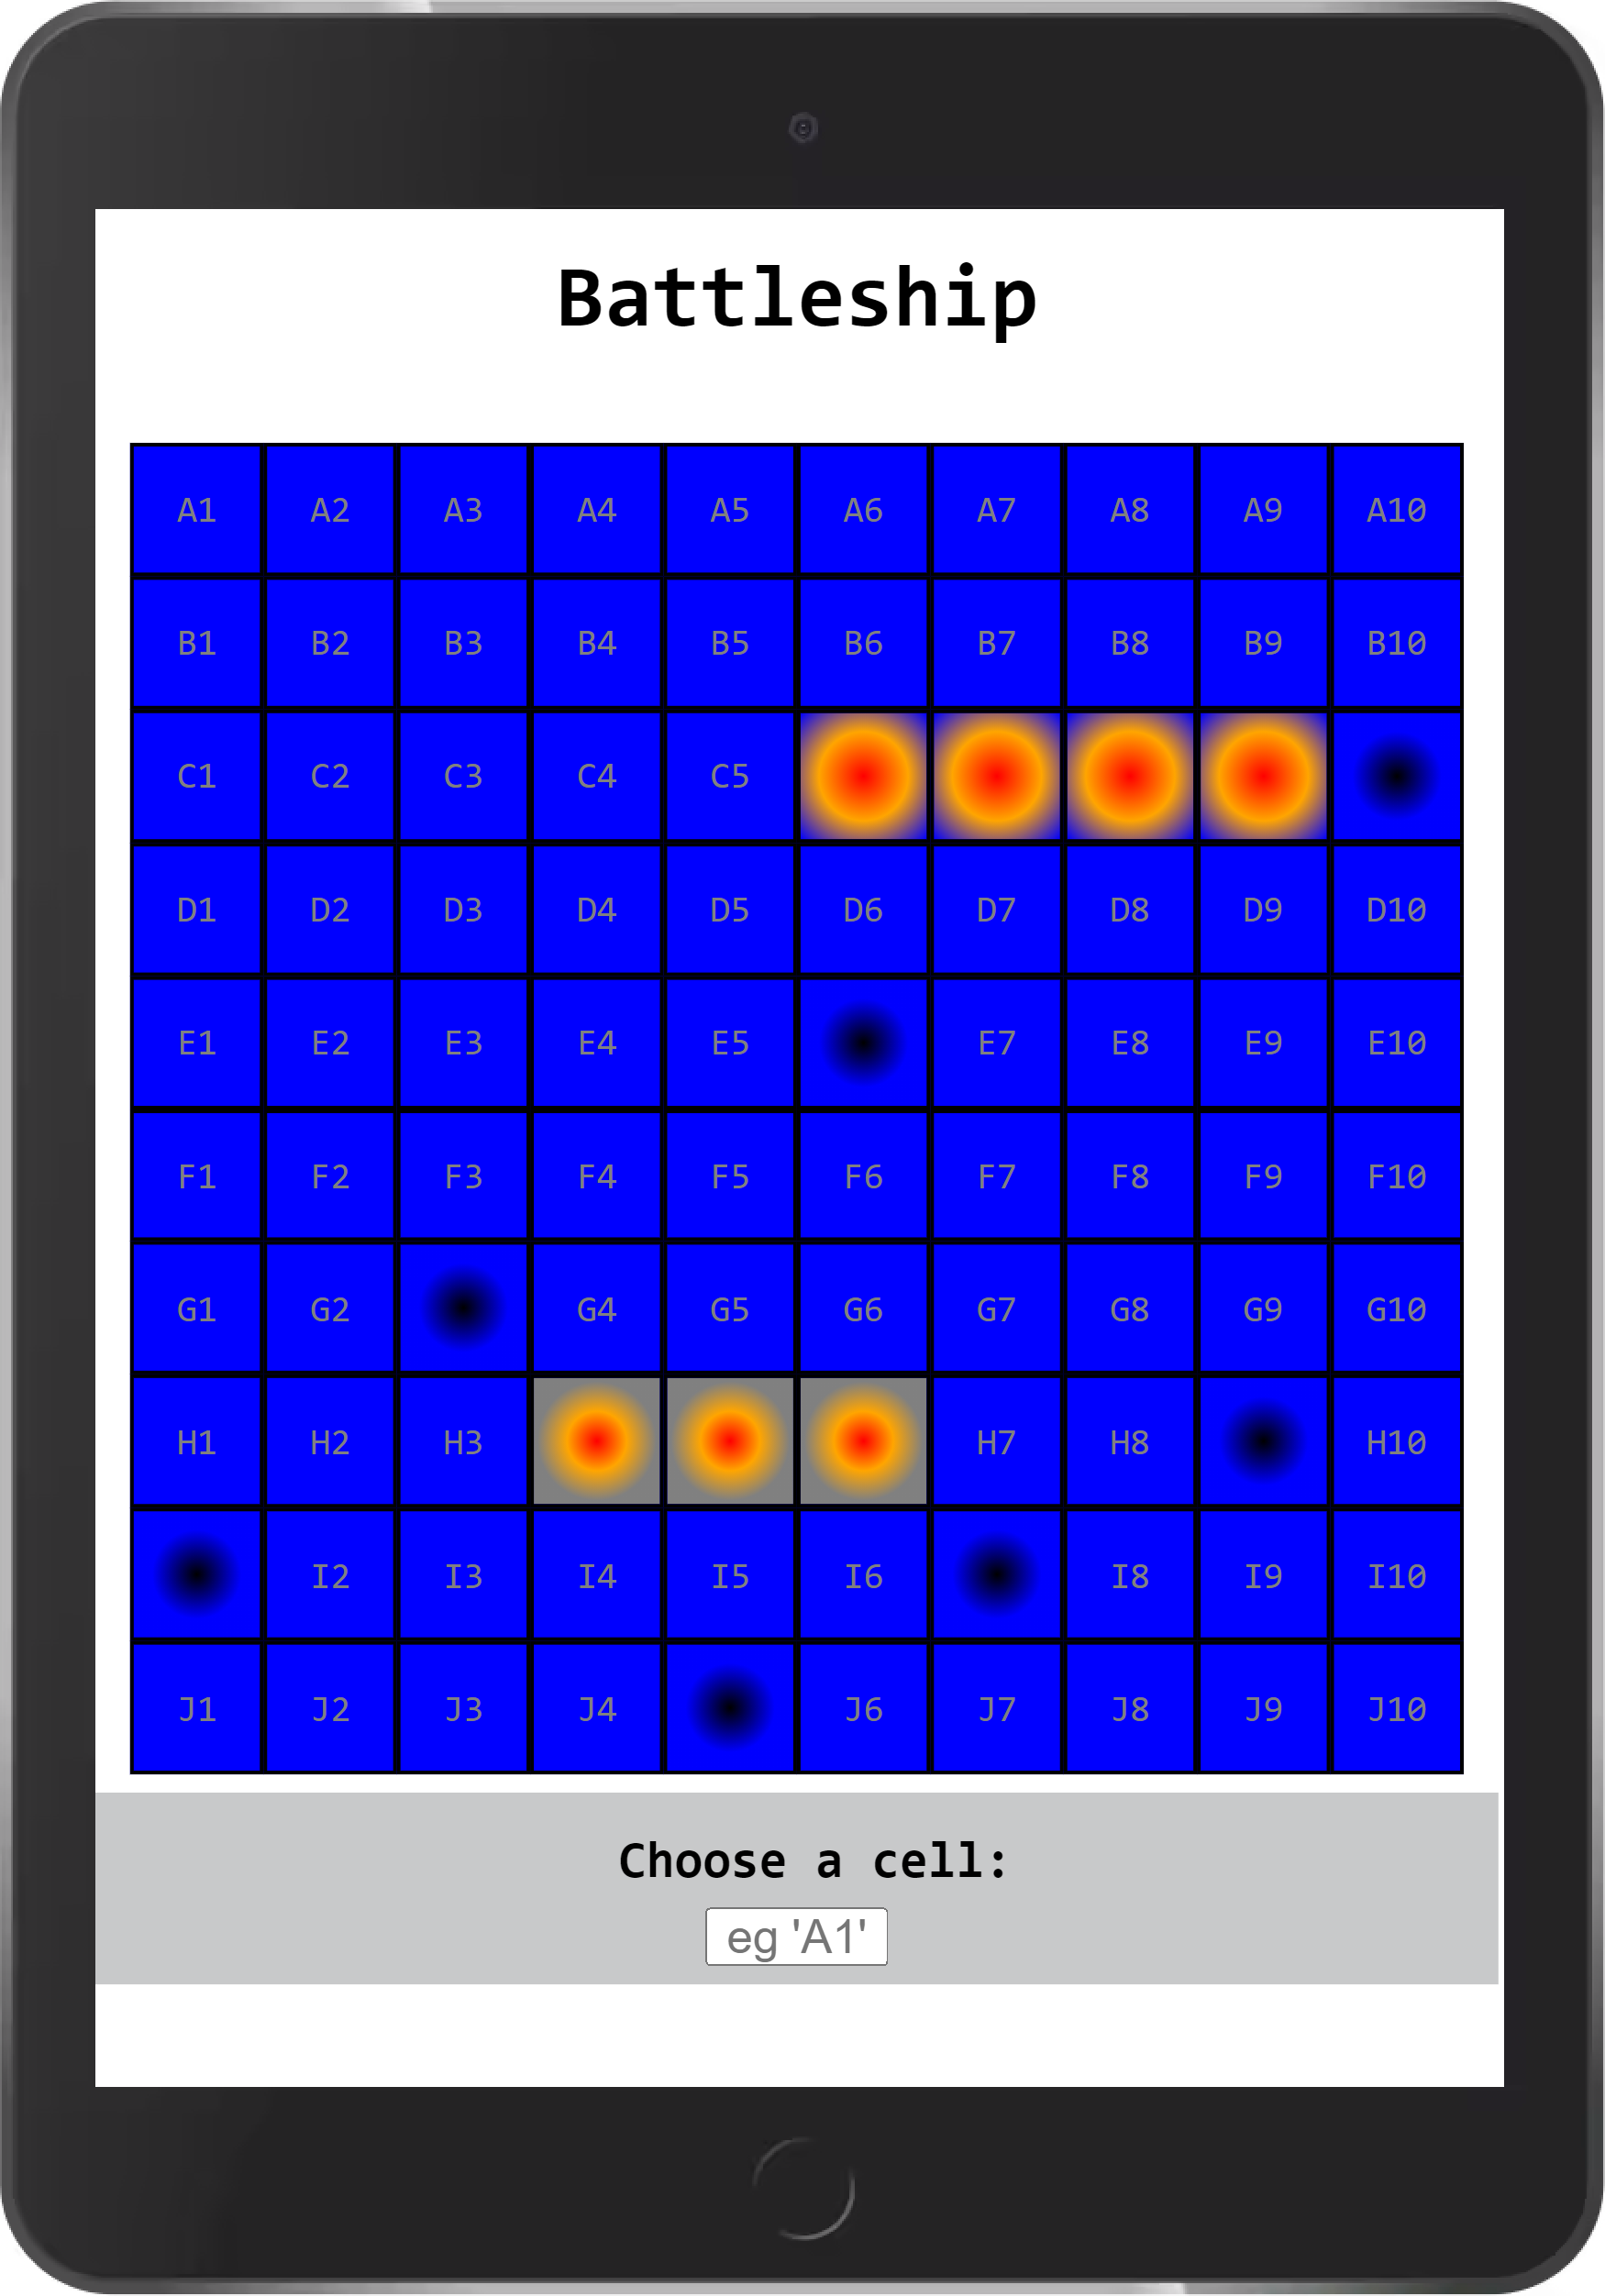 Battleship
A1 A2 A3 A4 A5 A6 A7 A8 A9 A10
B1 B2 B3 B4 B5 B6 B7 B8 B9 B10
C1 C2 C3 C4 C5
D1 D2 D3 D4 D5 D6 D7 D8 D9 D10
E1 E2 E3 E4 E5 E7 E8 E9 E10
F1 F2 F3 F4 F5 F6 F7 F8 F9 F10
G1 G2 G4 G5 G6 G7 G8 G9 G10
H1 H2 H3 H7 H8 H10
I2 I3 I4 I5 I6 I8 I9 I10
J1 J2 J3 J4 J6 J7 J8 J9 J10
Choose a cell:
eg 'A1'